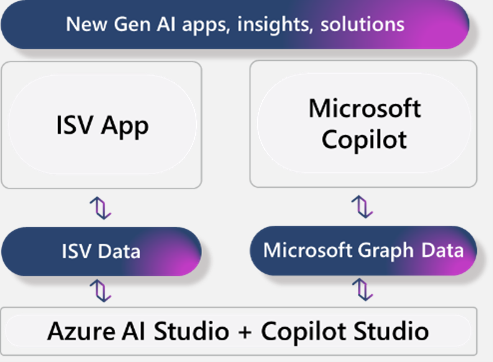 New Gen AI apps, insights, solutions
ISV App
Microsoft
Copilot
ISV Data
Microsoft Graph Data
Azure AI Studio + Copilot Studio